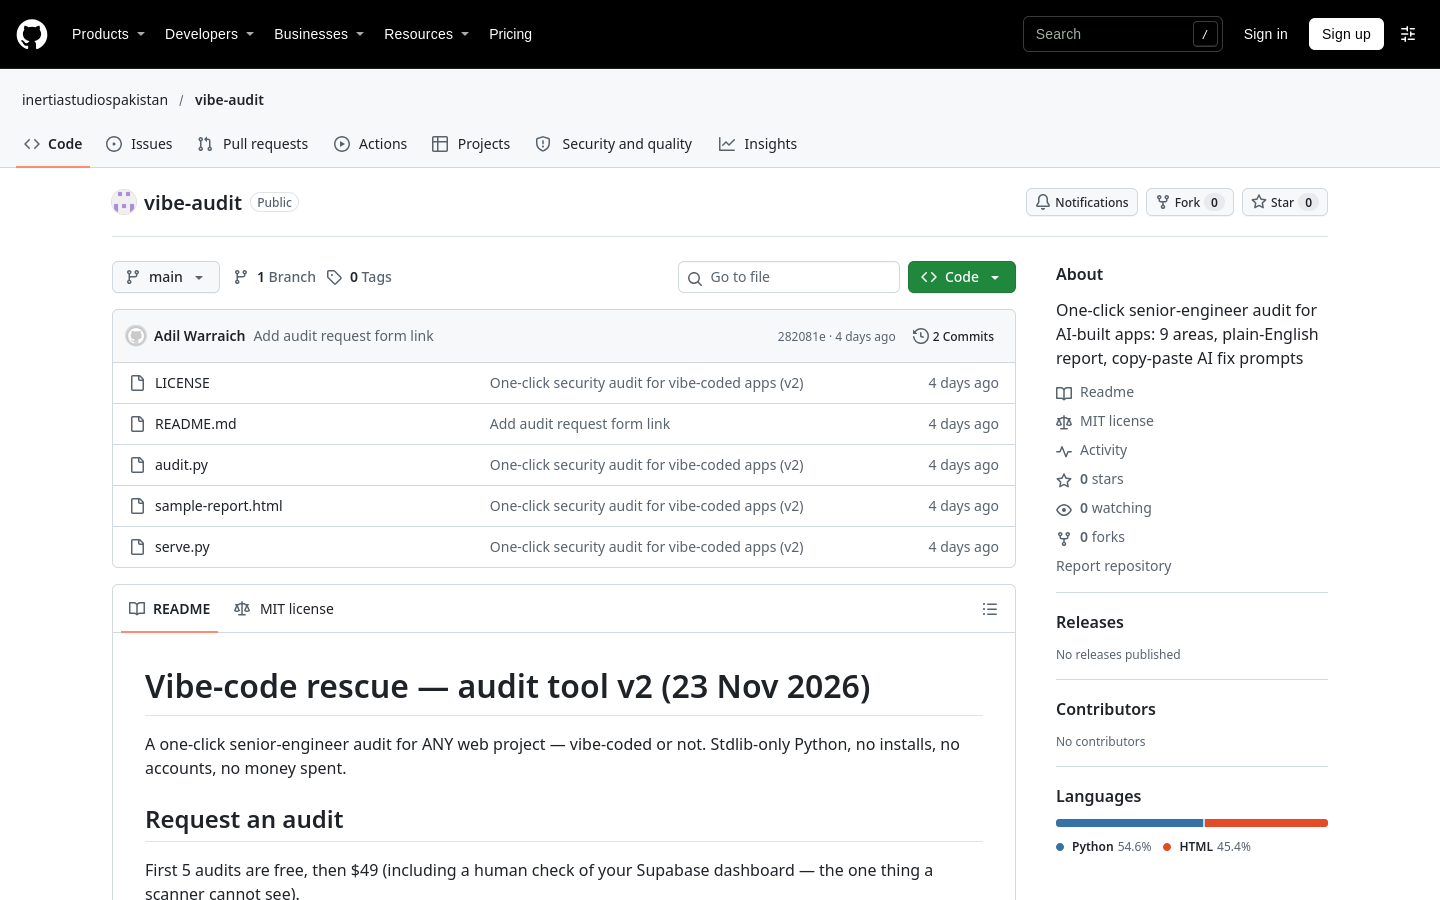 Products
Developers
Businesses
Resources
Pricing
Search
/
Sign in
Sign up
inertiastudiospakistan / vibe-audit
Code
Issues
Pull requests
Actions
Projects
Security and quality
Insights
vibe-audit
Public
Notifications
Fork 0
Star 0
main
1 Branch
0 Tags
Go to file
Code
Adil Warraich Add audit request form link
282081e · 4 days ago
2 Commits
LICENSE One-click security audit for vibe-coded apps (v2) 4 days ago
README.md Add audit request form link 4 days ago
audit.py One-click security audit for vibe-coded apps (v2) 4 days ago
sample-report.html One-click security audit for vibe-coded apps (v2) 4 days ago
serve.py One-click security audit for vibe-coded apps (v2) 4 days ago
README
MIT license
Vibe-code rescue — audit tool v2 (23 Nov 2026)
A one-click senior-engineer audit for ANY web project — vibe-coded or not. Stdlib-only Python, no installs, no
accounts, no money spent.
Request an audit
First 5 audits are free, then $49 (including a human check of your Supabase dashboard — the one thing a
scanner cannot see).
About
One-click senior-engineer audit for
AI-built apps: 9 areas, plain-English
report, copy-paste AI fix prompts
Readme
MIT license
Activity
0 stars
0 watching
0 forks
Report repository
Releases
No releases published
Contributors
No contributors
Languages
Python 54.6%
HTML 45.4%